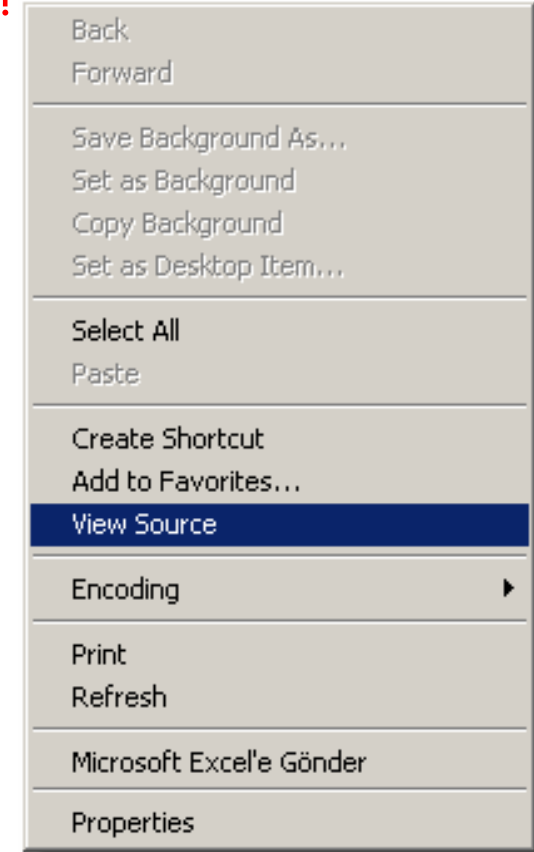 !
Back
Forward
Save Background As...
Set as Background
Copy Background
Set as Desktop Item...
Select All
Paste
Create Shortcut
Add to Favorites...
View Source
Encoding
Print
Refresh
Microsoft Excel'e Gönder
Properties